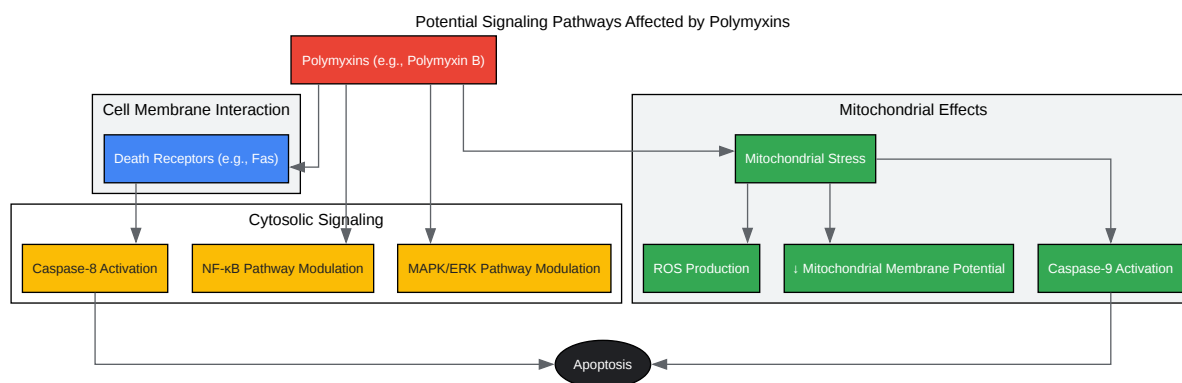 Potential Signaling Pathways Affected by Polymyxins
Polymyxins (e.g., Polymyxin B)
Cell Membrane Interaction
Mitochondrial Effects
Death Receptors (e.g., Fas)
Mitochondrial Stress
Cytosolic Signaling
Caspase-8 Activation
NF-κB Pathway Modulation
MAPK/ERK Pathway Modulation
ROS Production
↓ Mitochondrial Membrane Potential
Caspase-9 Activation
Apoptosis